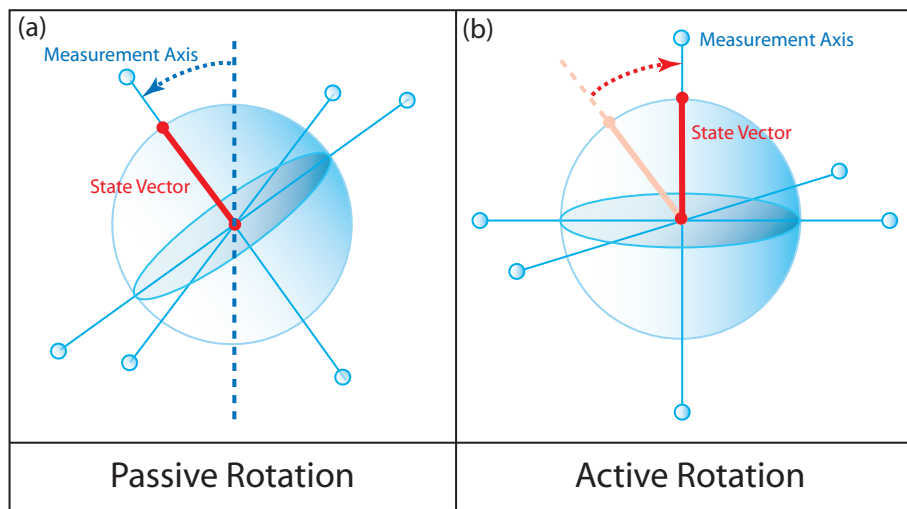 (a)
Measurement Axis
State Vector
Passive Rotation
(b)
Measurement Axis
State Vector
Active Rotation